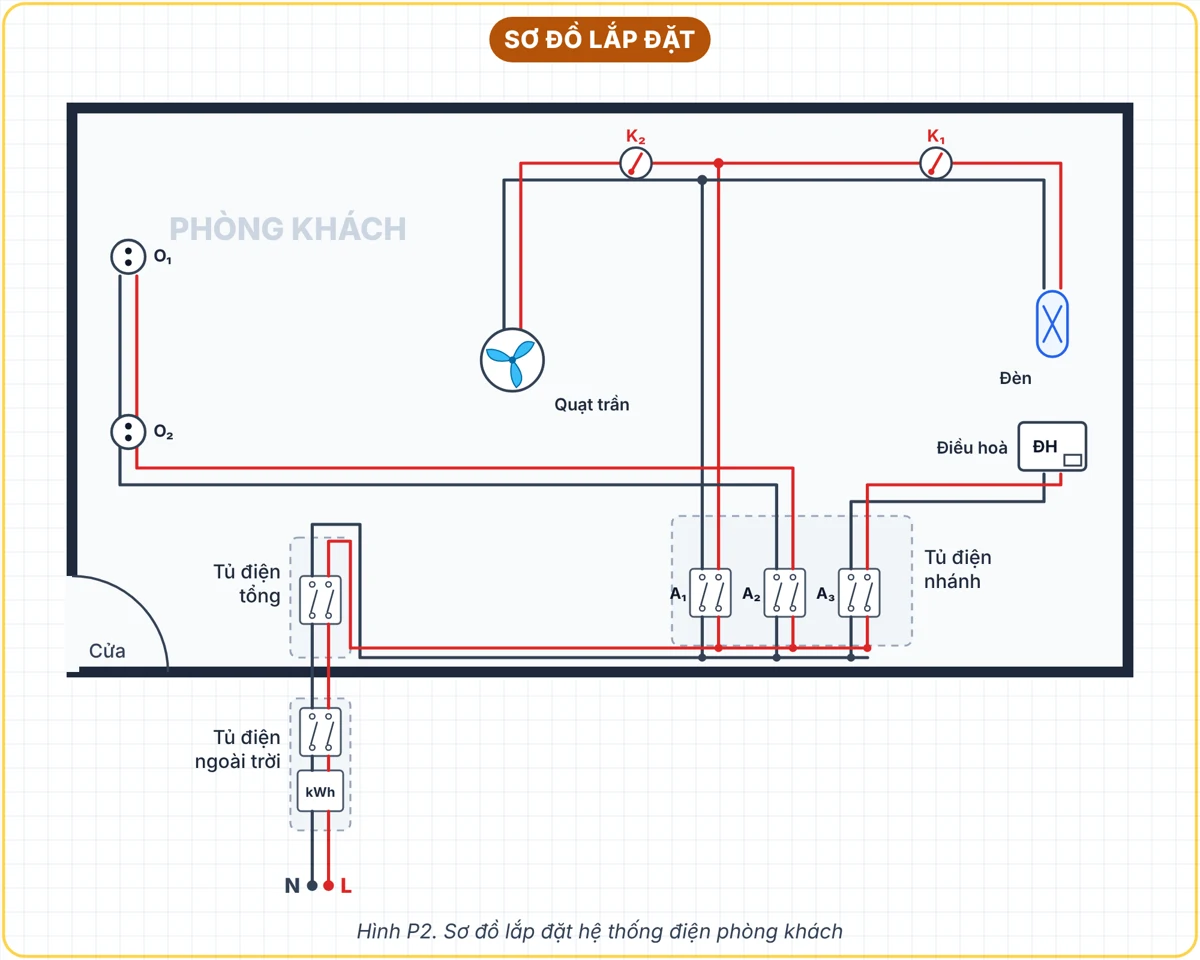 SƠ ĐỒ LẮP ĐẶT
K₂
K₁
PHÒNG KHÁCH
O₁
Đèn
Quạt trần
O₂
Điều hoà
ĐH
Tủ điện
tổng
Tủ điện
nhánh
A₁
A₂
A₃
Cửa
Tủ điện
ngoài trời
kWh
N
L
Hình P2. Sơ đồ lắp đặt hệ thống điện phòng khách